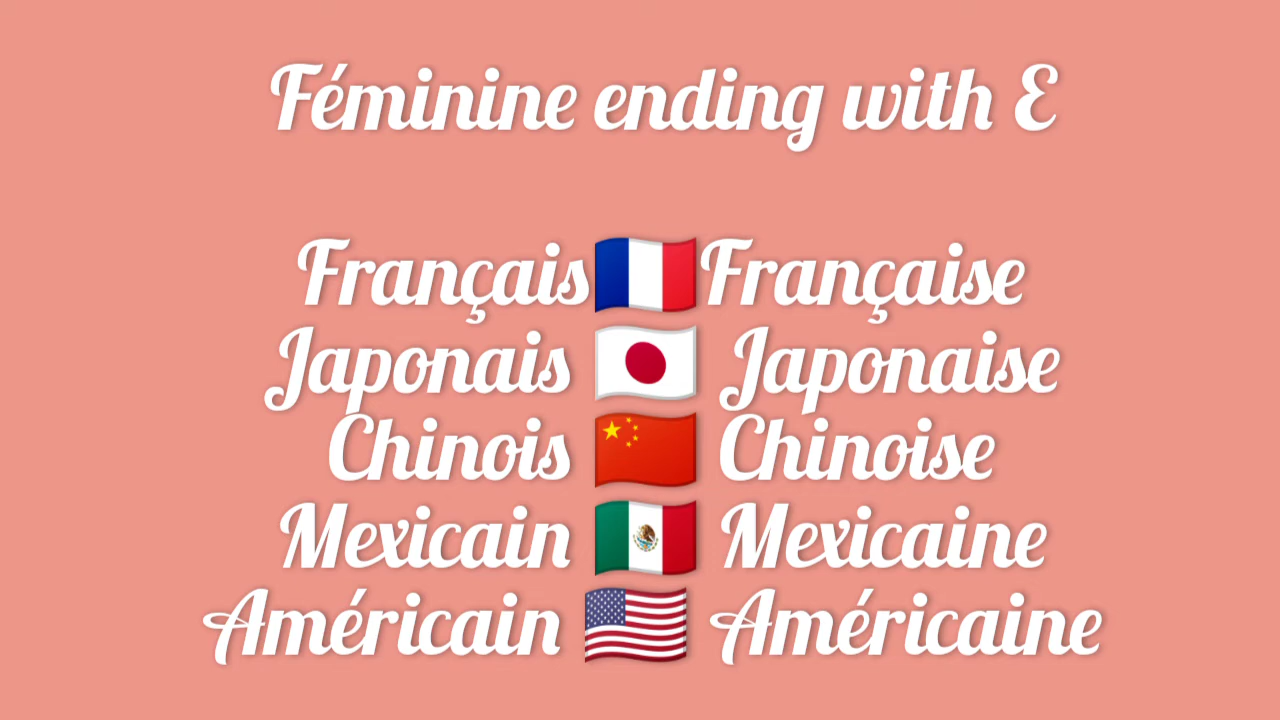 Féminine ending with E
Français 🇫🇷 Française
Japonais 🇯🇵 Japonaise
Chinois 🇨🇳 Chinoise
Mexicain 🇲🇽 Mexicaine
Américain 🇺🇸 Américaine